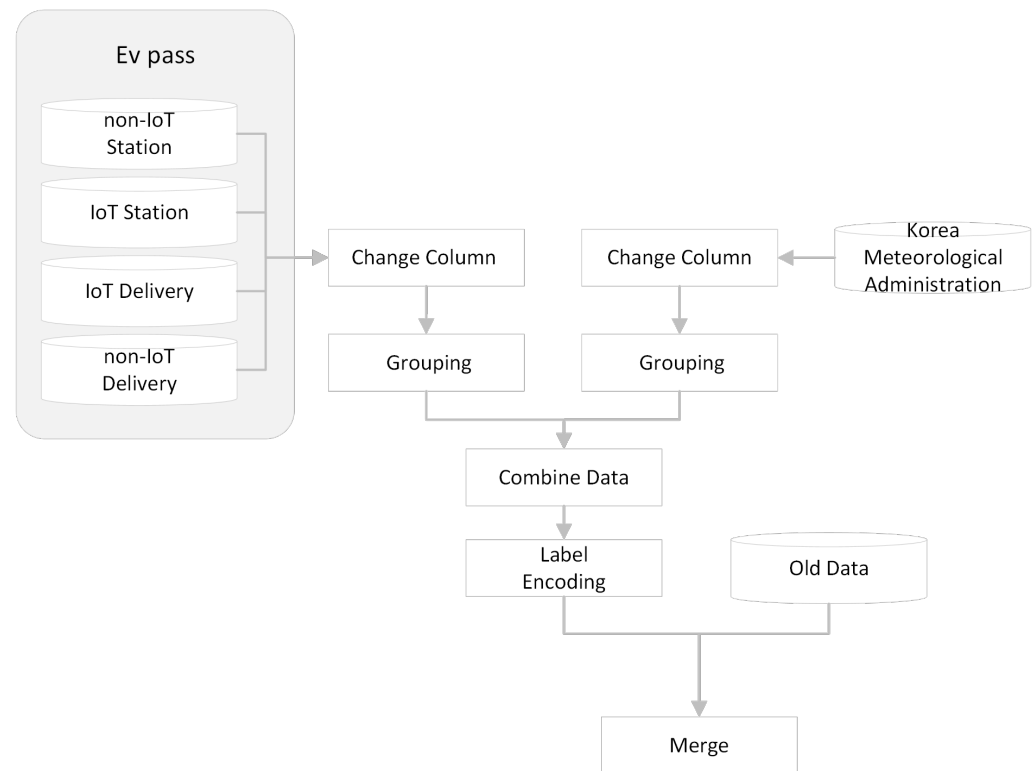 Ev pass
non-IoT
Station
IoT Station
IoT Delivery
non-IoT
Delivery
Change Column
Change Column
Korea
Meteorological
Administration
Grouping
Grouping
Combine Data
Label
Encoding
Old Data
Merge